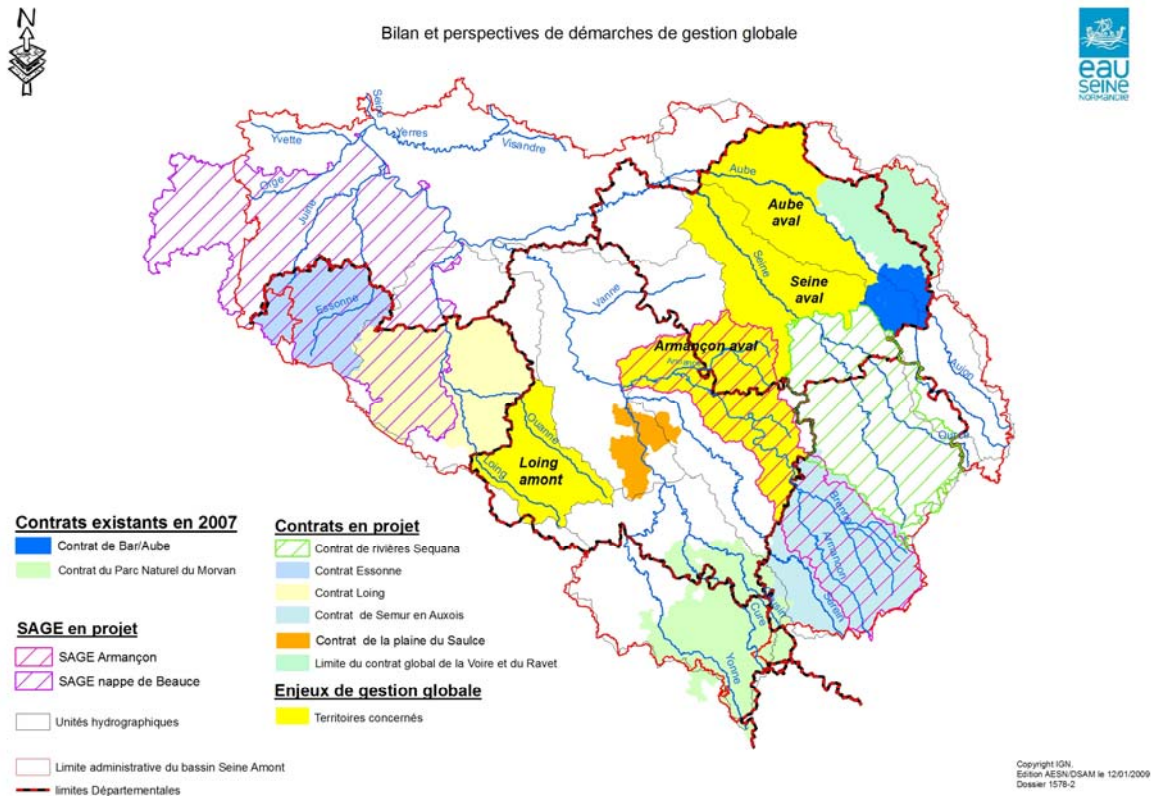 N
Bilan et perspectives de démarches de gestion globale
eau
SEINE
NORMANDIE
Seine
Yvette
Yerres
Visandre
Orge
Juine
Aube
Aube
aval
Essonne
Seine
Seine
aval
Vanne
Armançon aval
Armance
Aujon
Ource
Ouanne
Loing
Loing
amont
Brenne
Armançon
Serein
Cure
Yonne
Contrats existants en 2007
Contrat de Bar/Aube
Contrat du Parc Naturel du Morvan
SAGE en projet
SAGE Armançon
SAGE nappe de Beauce
Unités hydrographiques
Limite administrative du bassin Seine Amont
limites Départementales
Contrats en projet
Contrat de rivières Sequana
Contrat Essonne
Contrat Loing
Contrat de Semur en Auxois
Contrat de la plaine du Saulce
Limite du contrat global de la Voire et du Ravet
Enjeux de gestion globale
Territoires concernés
Copyright IGN.
Edition AESN/DSAM le 12/01/2009
Dossier 1578-2